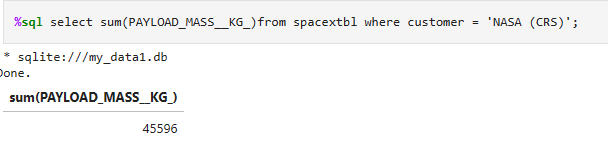 %sql select sum(PAYLOAD_MASS__KG_)from spacextbl where customer = 'NASA (CRS)';
* sqlite:///my_data1.db
Done.
sum(PAYLOAD_MASS__KG_)
45596